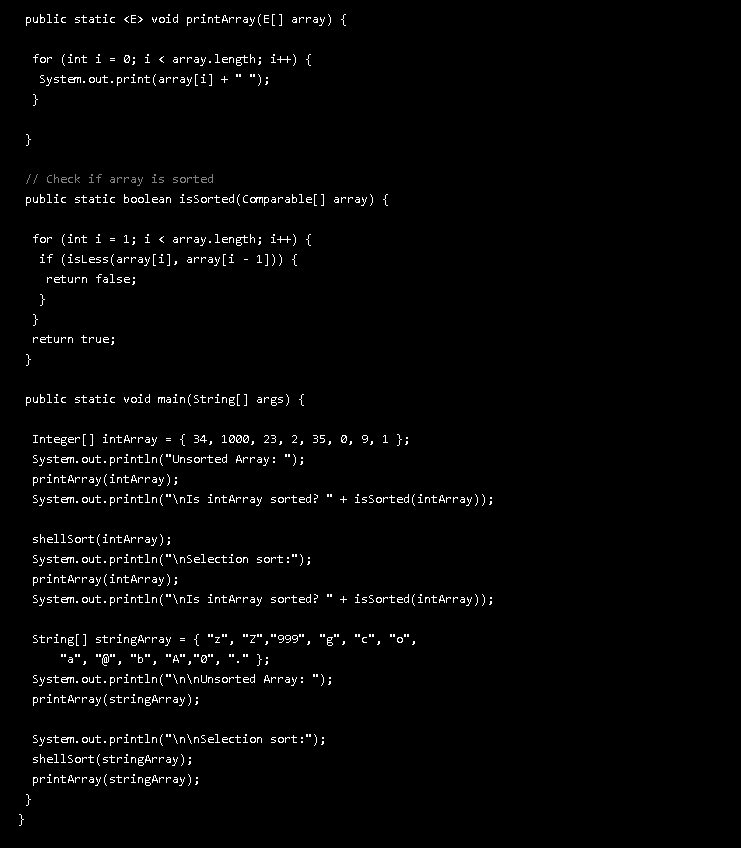 public static <E> void printArray(E[] array) {
for (int i = 0; i < array.length; i++) {
System.out.print(array[i] + " ");
}
}
// Check if array is sorted
public static boolean isSorted(Comparable[] array) {
for (int i = 1; i < array.length; i++) {
if (isLess(array[i], array[i - 1])) {
return false;
}
}
return true;
}
public static void main(String[] args) {
Integer[] intArray = { 34, 1000, 23, 2, 35, 0, 9, 1 };
System.out.println("Unsorted Array: ");
printArray(intArray);
System.out.println("\nIs intArray sorted? " + isSorted(intArray));
shellSort(intArray);
System.out.println("\nSelection sort:");
printArray(intArray);
System.out.println("\nIs intArray sorted? " + isSorted(intArray));
String[] stringArray = { "z", "Z","999", "g", "c", "o",
"a", "@", "b", "A","0", "." };
System.out.println("\n\nUnsorted Array: ");
printArray(stringArray);
System.out.println("\n\nSelection sort:");
shellSort(stringArray);
printArray(stringArray);
}
}